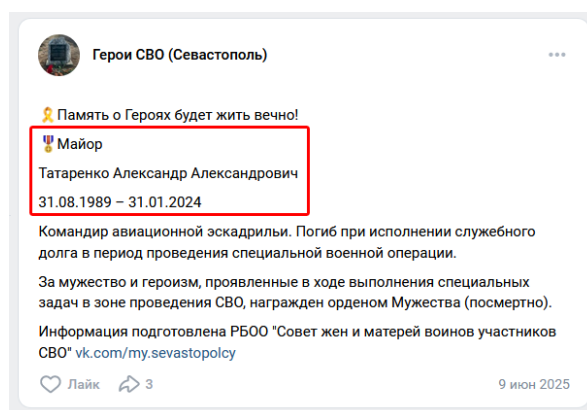 Герои СВО (Севастополь)
Память о Героях будет жить вечно!
Майор
Татаренко Александр Александрович
31.08.1989 – 31.01.2024
Командир авиационной эскадрильи. Погиб при исполнении служебного
долга в период проведения специальной военной операции.
За мужество и героизм, проявленные в ходе выполнения специальных
задач в зоне проведения СВО, награжден орденом Мужества (посмертно).
Информация подготовлена РБОО "Совет жен и матерей воинов участников
СВО" vk.com/my.sevastopolcy
Лайк 3 9 июн 2025